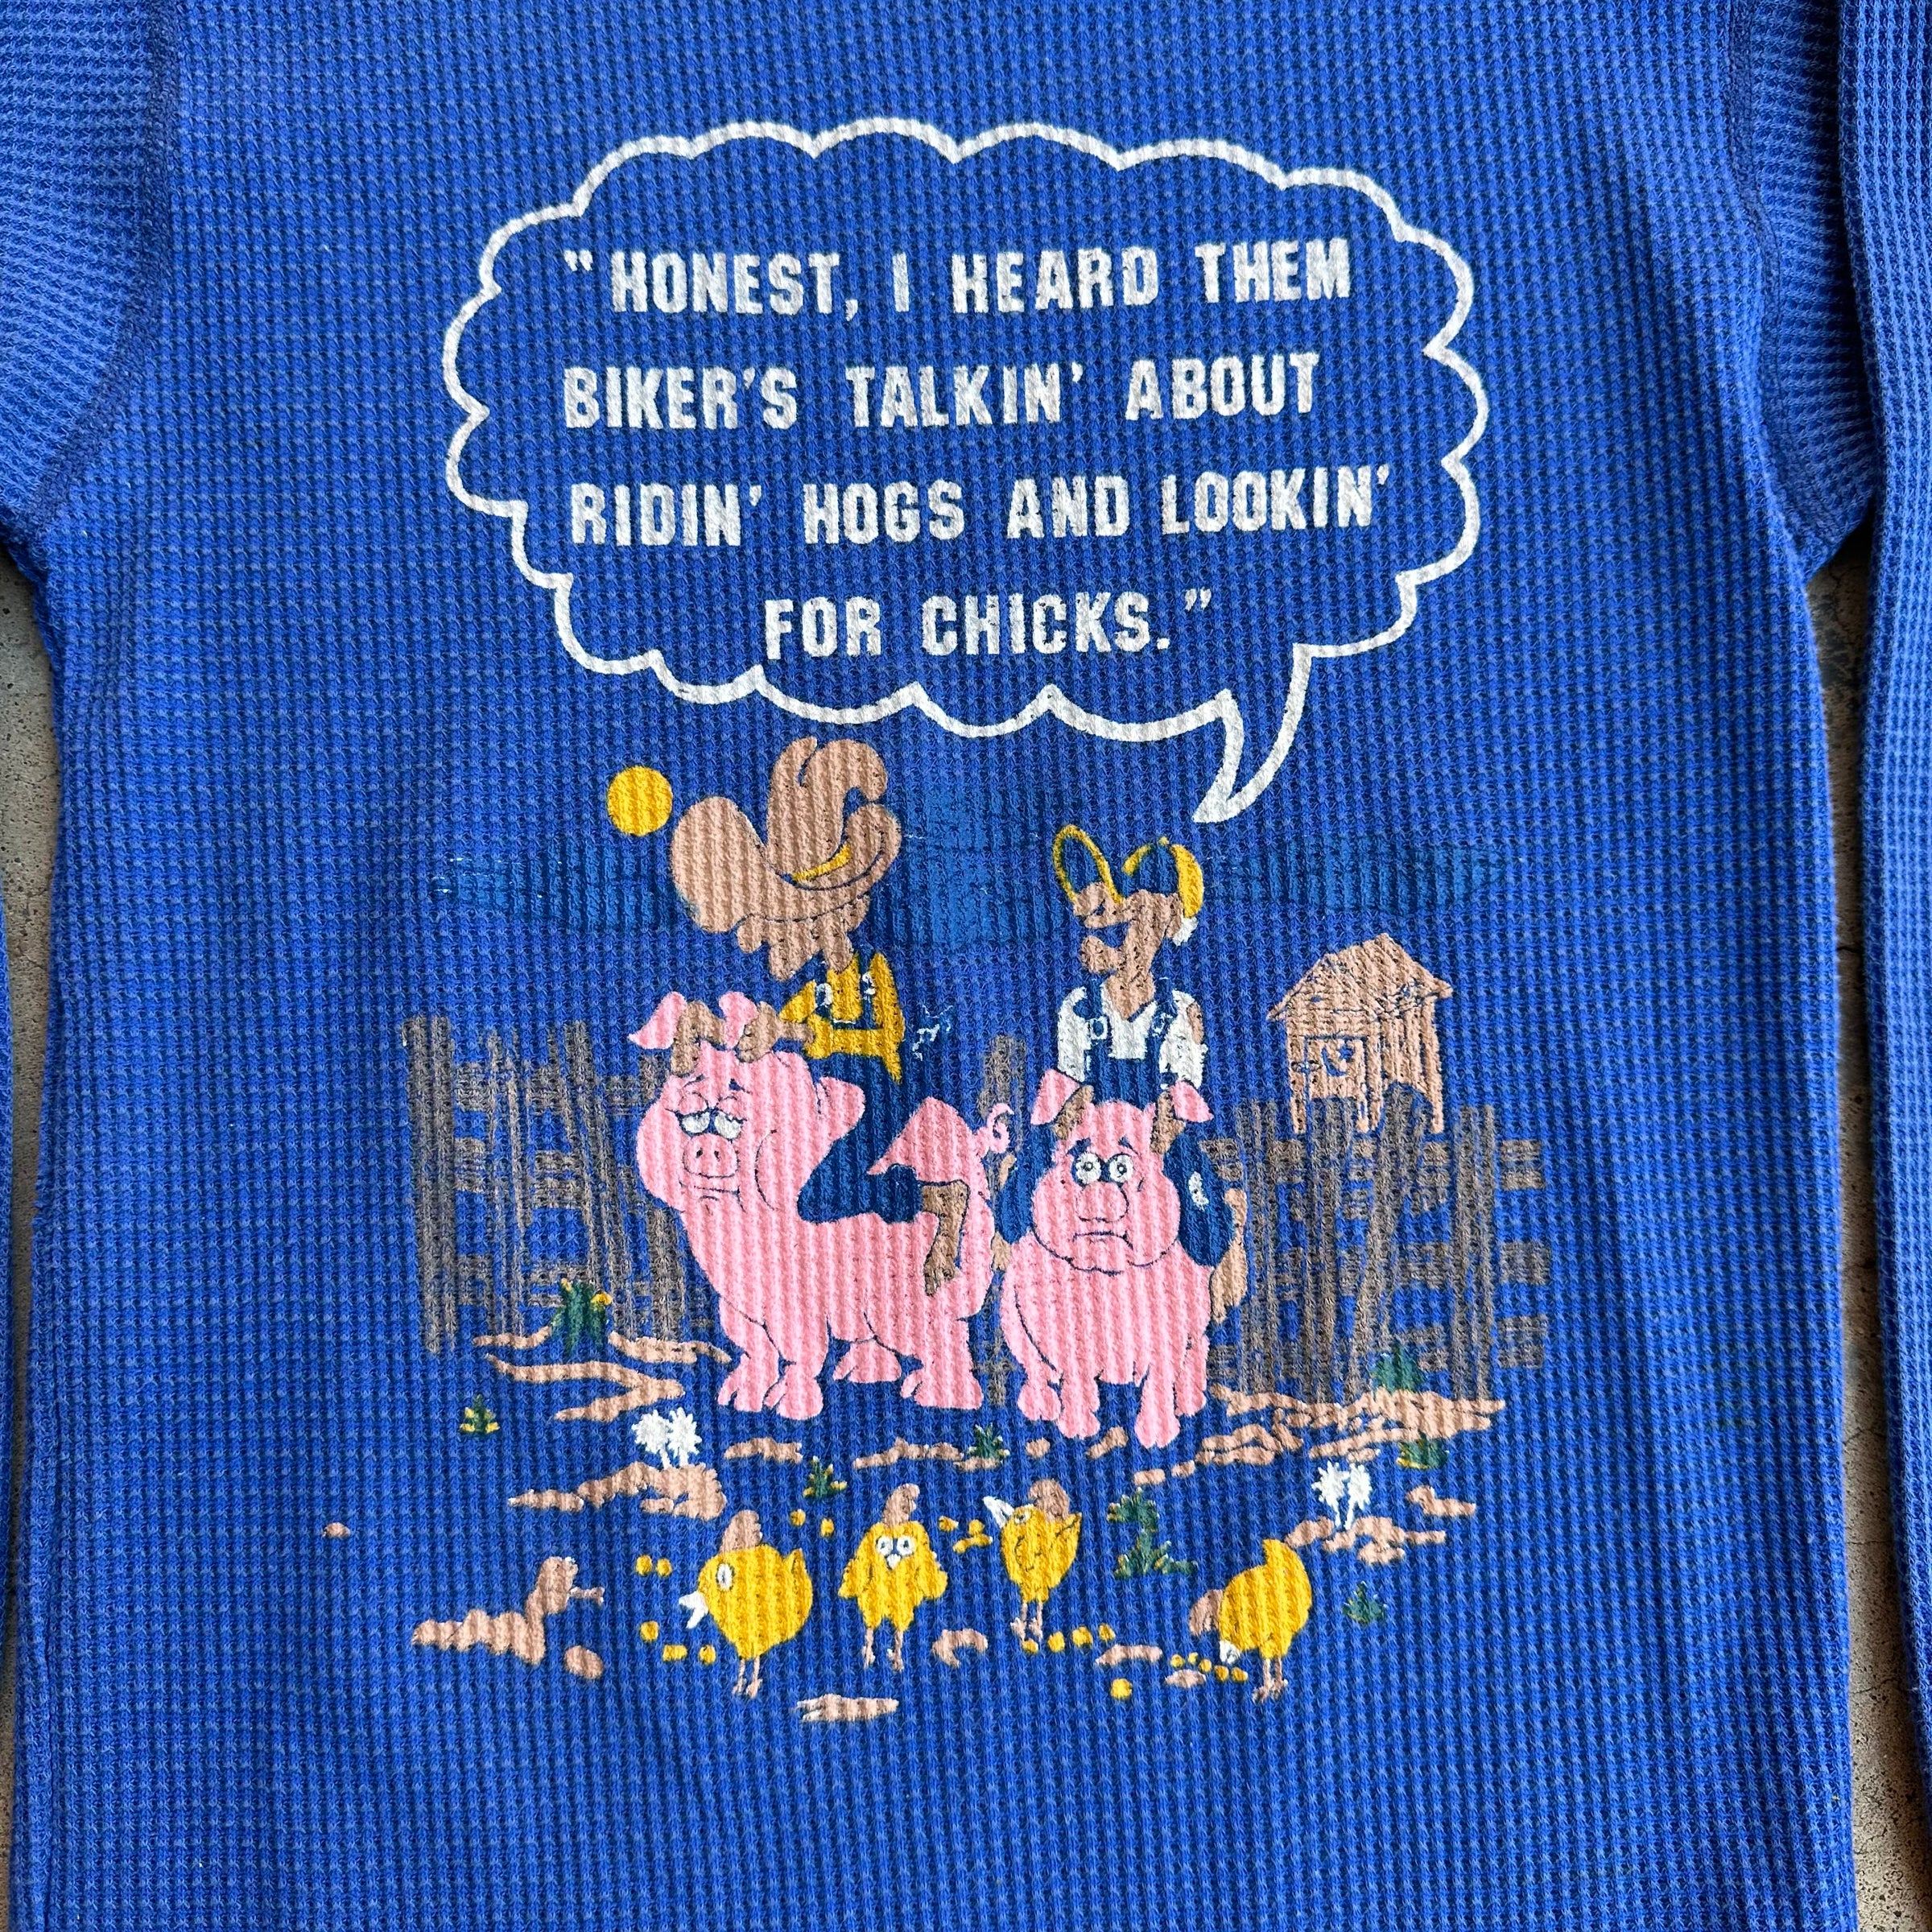 "HONEST, I HEARD THEM
BIKER'S TALKIN' ABOUT
RIDIN' HOGS AND LOOKIN'
FOR CHICKS."